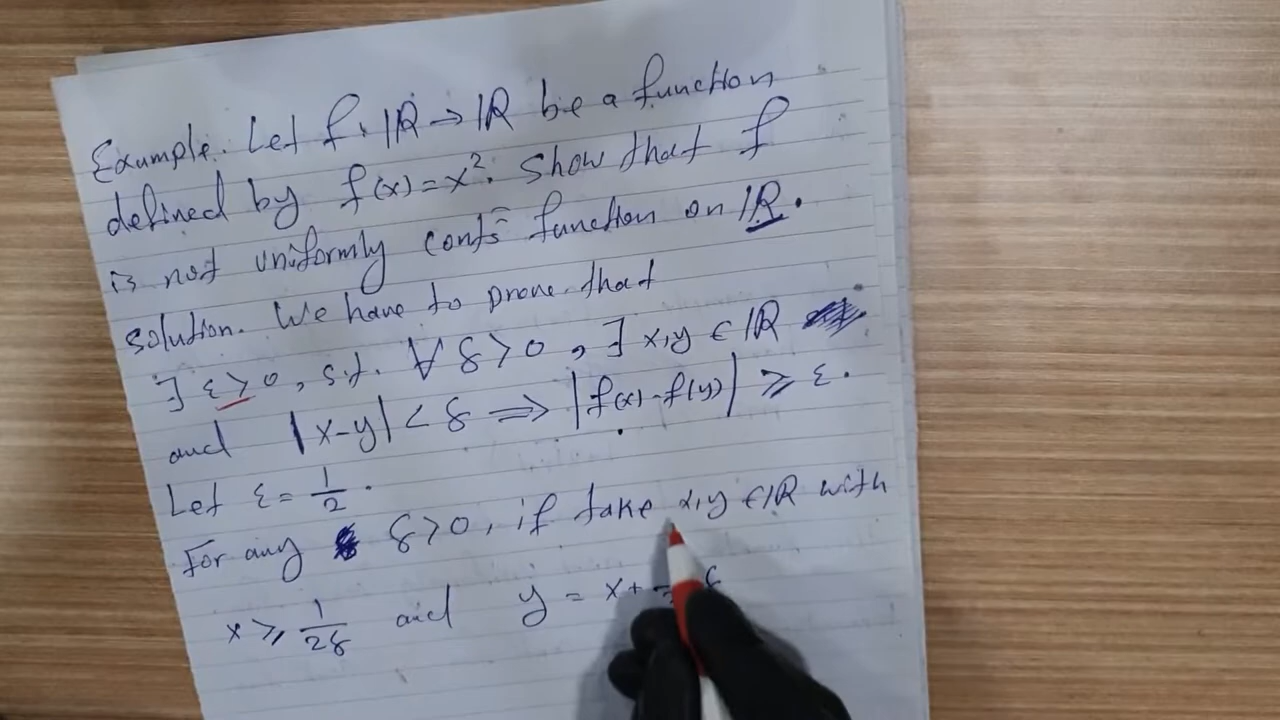 Example. Let f: ℝ → ℝ be a function
defined by f(x) = x². Show that f
is not uniformly conts function on ℝ.
Solution. We have to prove that
∃ ε > 0, s.t. ∀ δ > 0, ∃ x, y ∈ ℝ
and |x-y| < δ ⟹ |f(x) - f(y)| ≥ ε.
Let ε = 1/2.
For any δ > 0, if take x, y ∈ ℝ with
x ≥ 1/2δ and y = x +